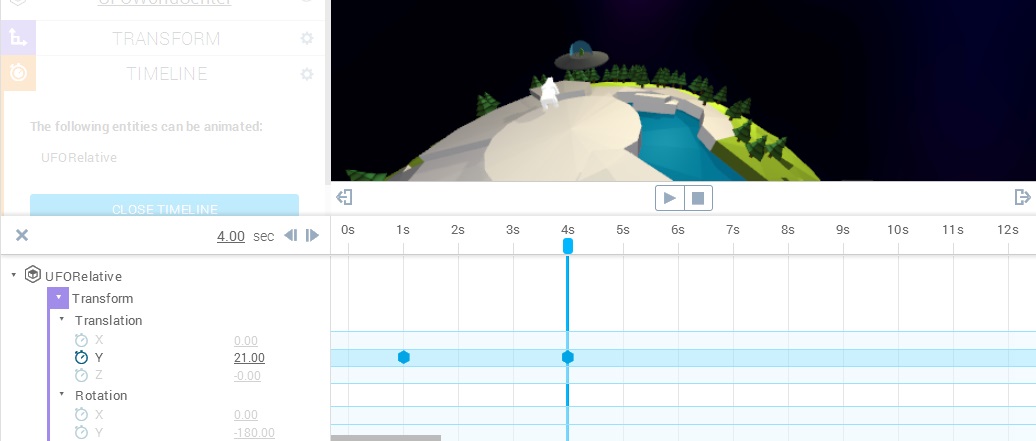 UFOWorldCenter
TRANSFORM
TIMELINE
The following entities can be animated:
UFORelative
CLOSE TIMELINE
4.00 sec
0s 1s 2s 3s 4s 5s 6s 7s 8s 9s 10s 11s 12s
UFORelative
Transform
Translation
X 0.00
Y 21.00
Z -0.00
Rotation
X 0.00
Y -180.00